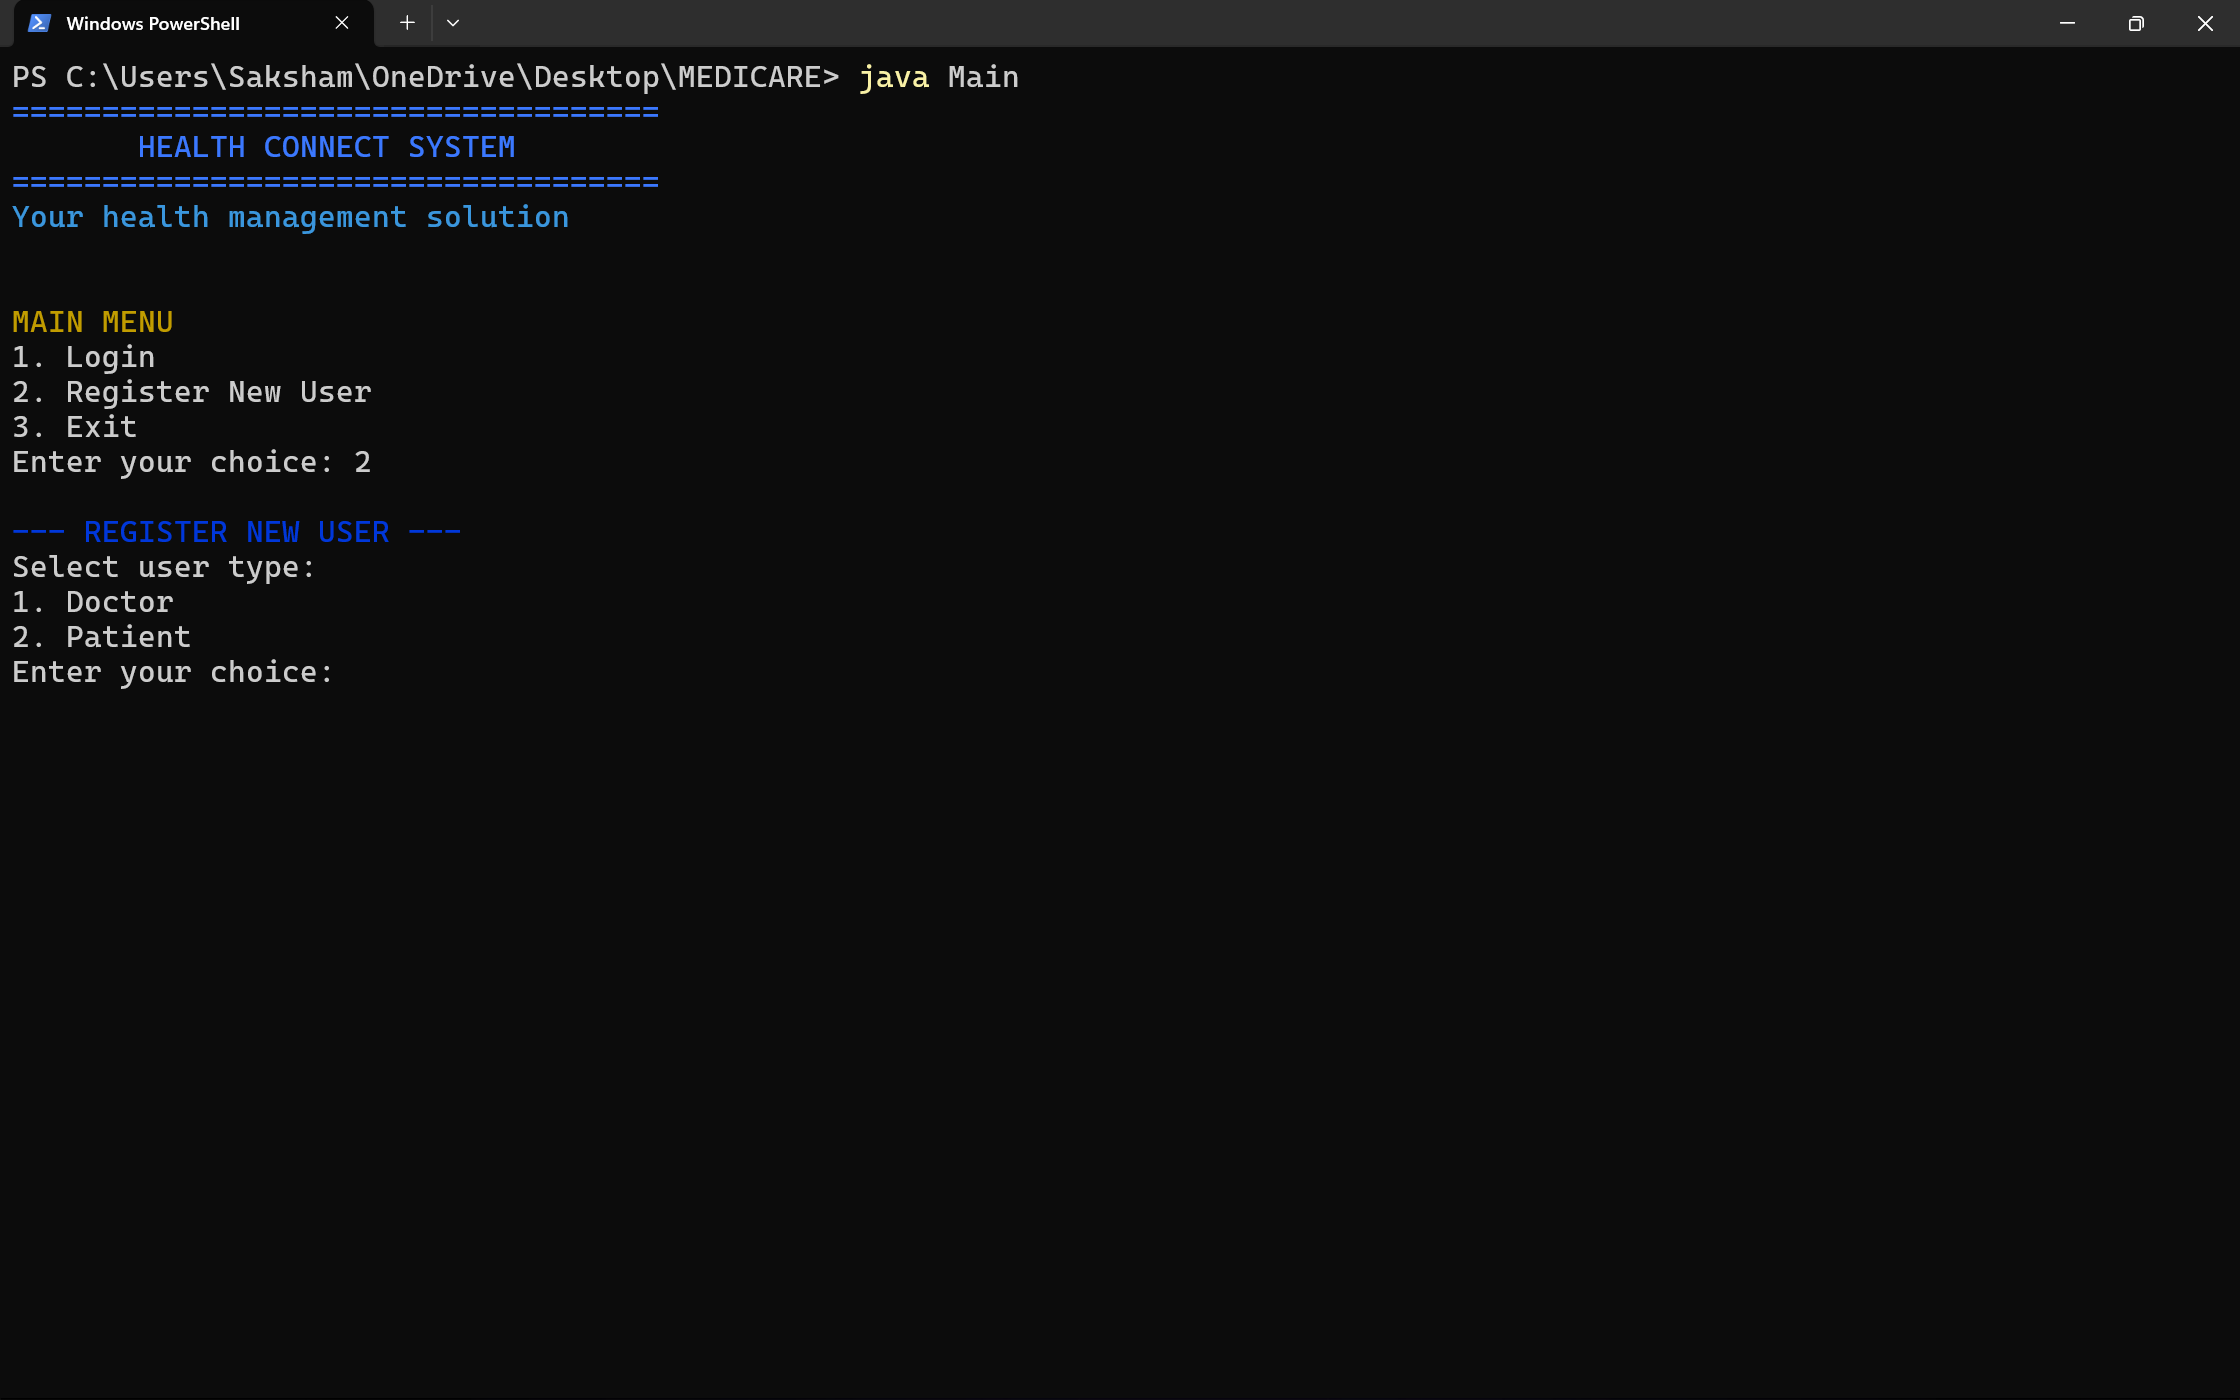 Windows PowerShell
PS C:\Users\Saksham\OneDrive\Desktop\MEDICARE> java Main
====================================
HEALTH CONNECT SYSTEM
====================================
Your health management solution
MAIN MENU
1. Login
2. Register New User
3. Exit
Enter your choice: 2
--- REGISTER NEW USER ---
Select user type:
1. Doctor
2. Patient
Enter your choice: